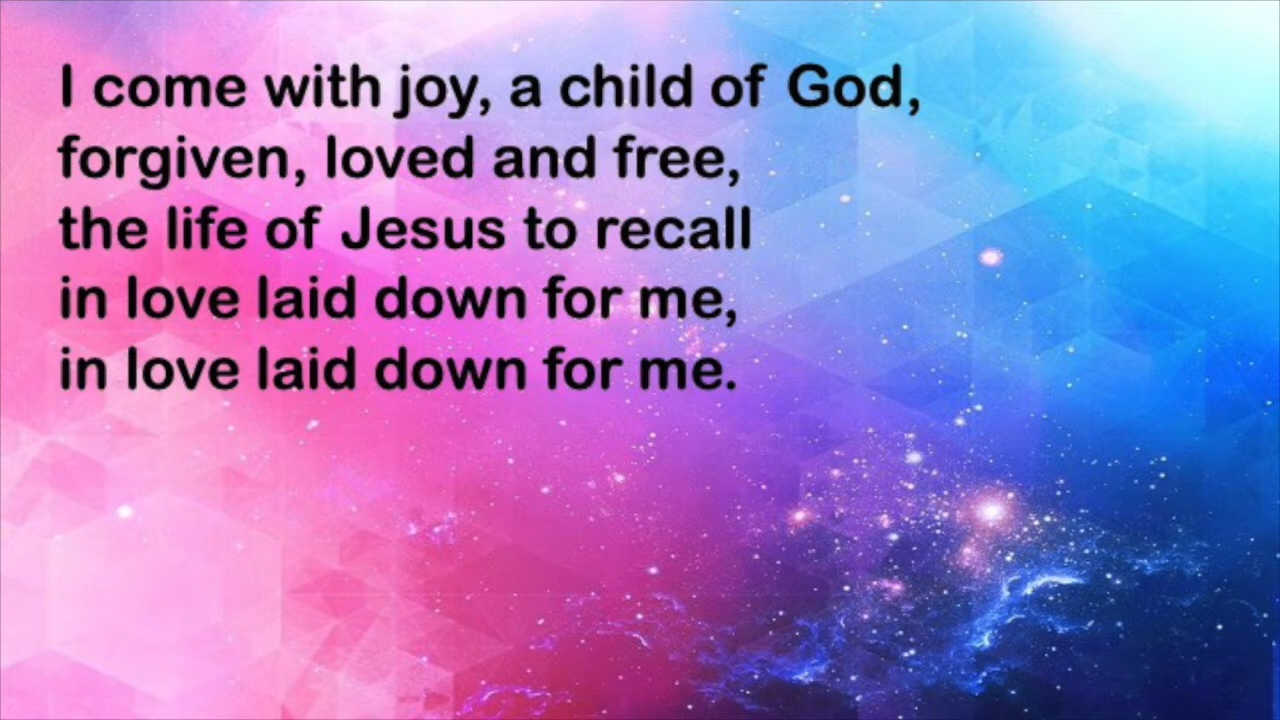 I come with joy, a child of God,
forgiven, loved and free,
the life of Jesus to recall
in love laid down for me,
in love laid down for me.